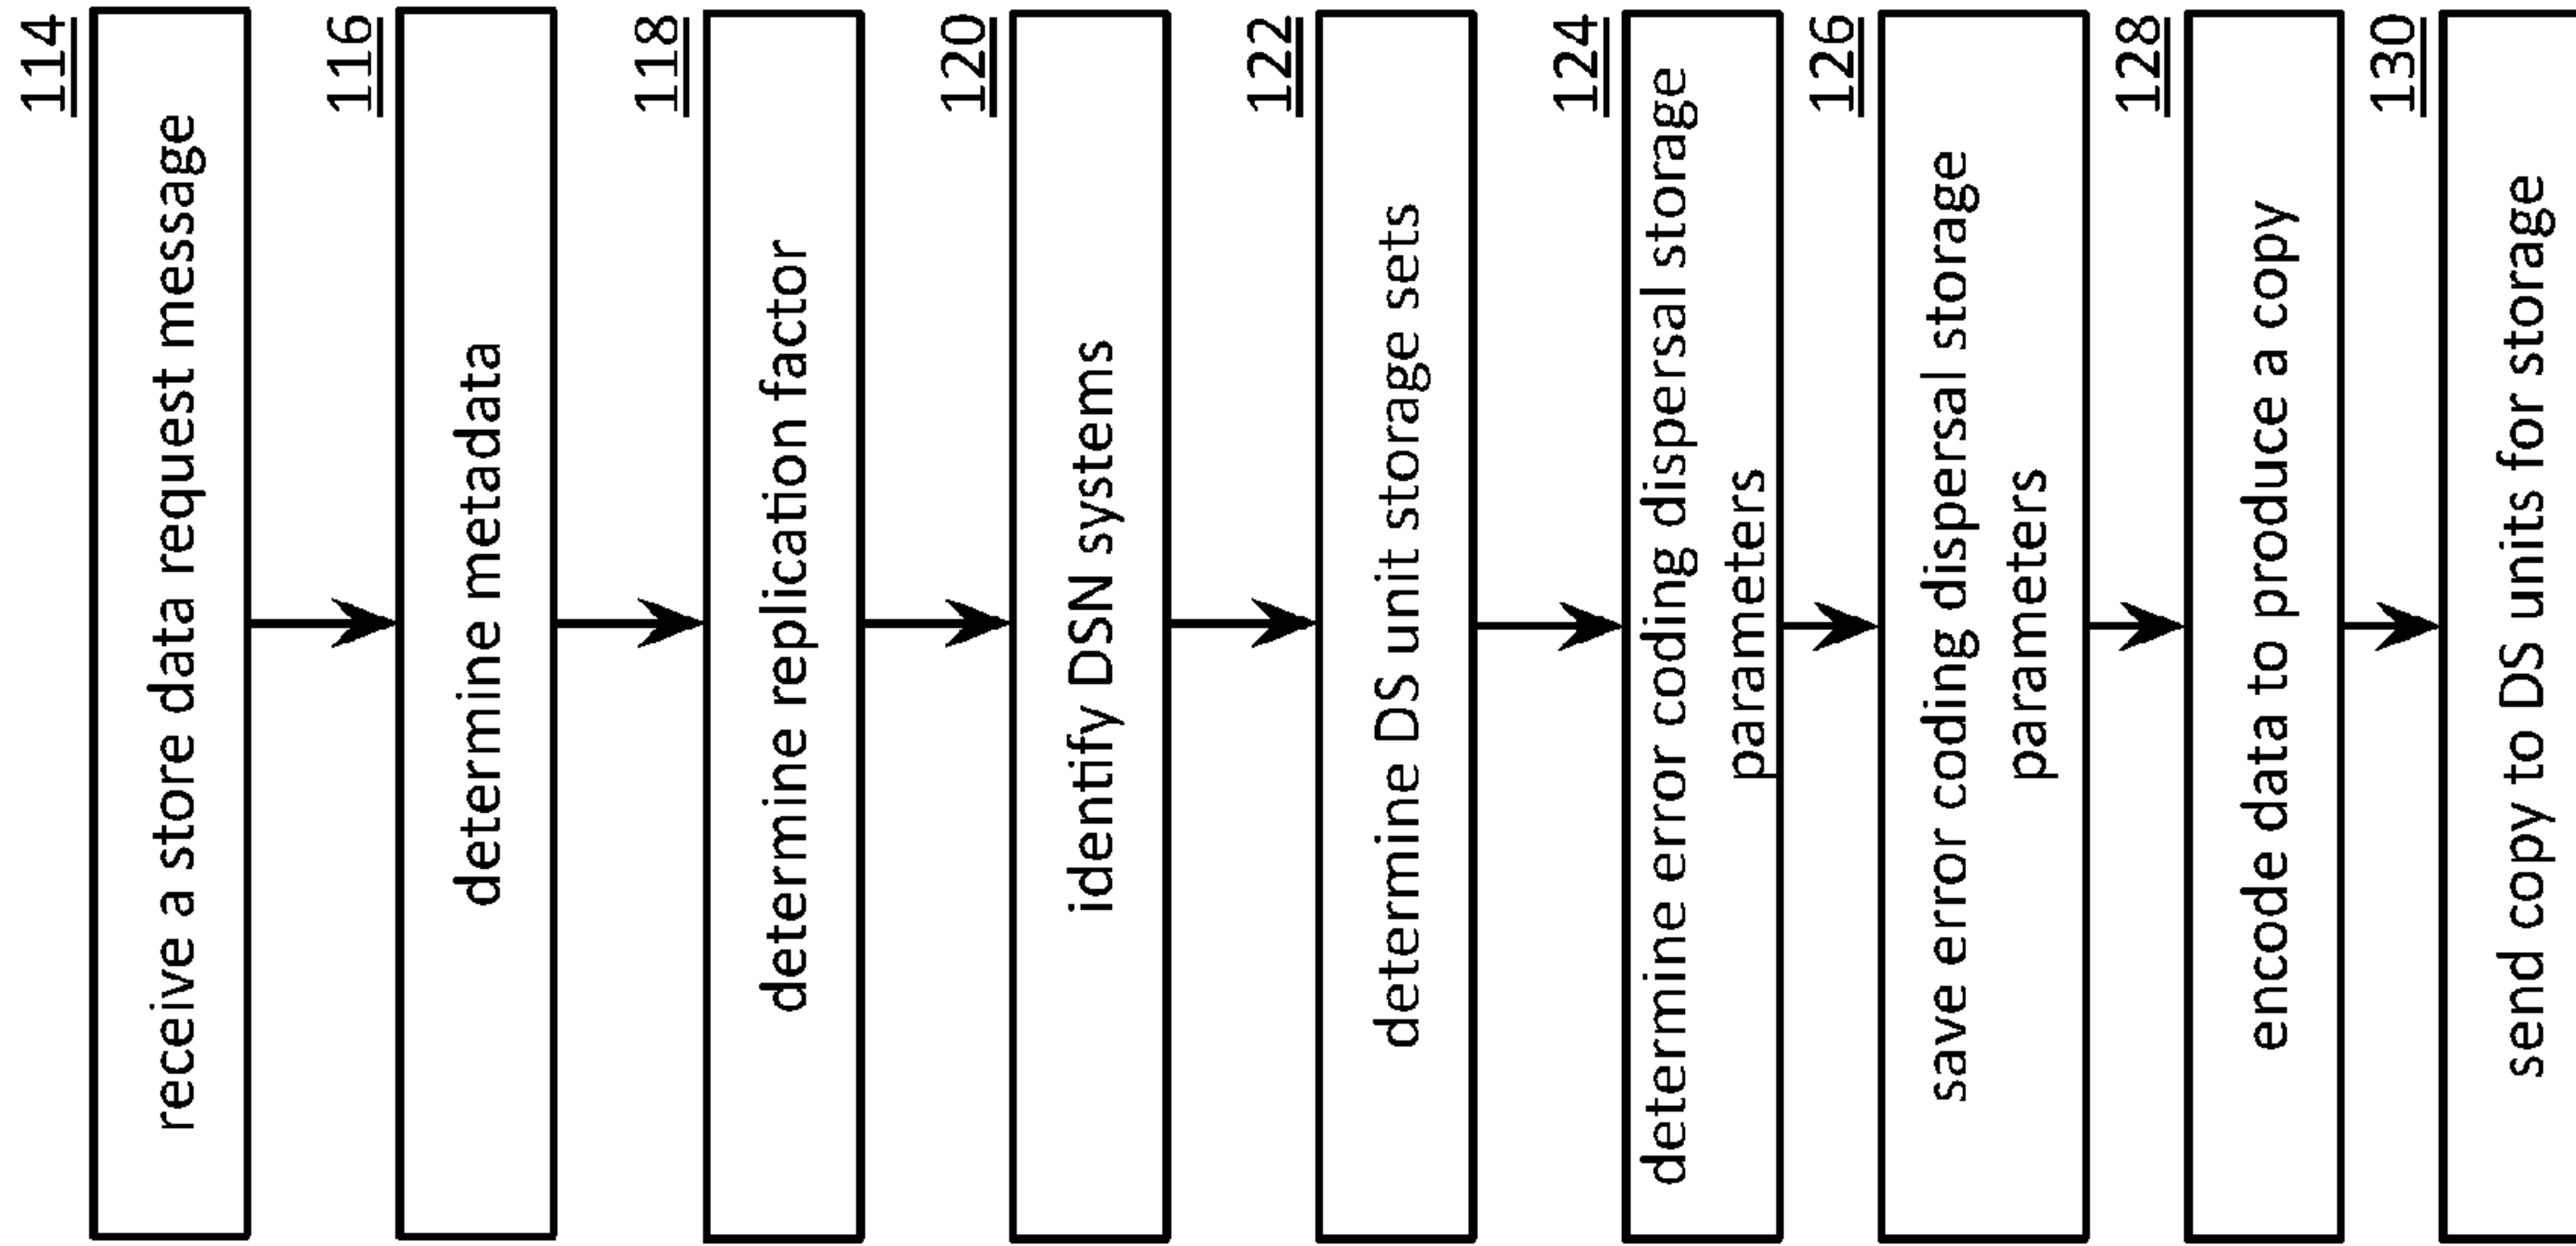 114
receive a store data request message
116
determine metadata
118
determine replication factor
120
identify DSN systems
122
determine DS unit storage sets
124
determine error coding dispersal storage
parameters
126
save error coding dispersal storage
parameters
128
encode data to produce a copy
130
send copy to DS units for storage